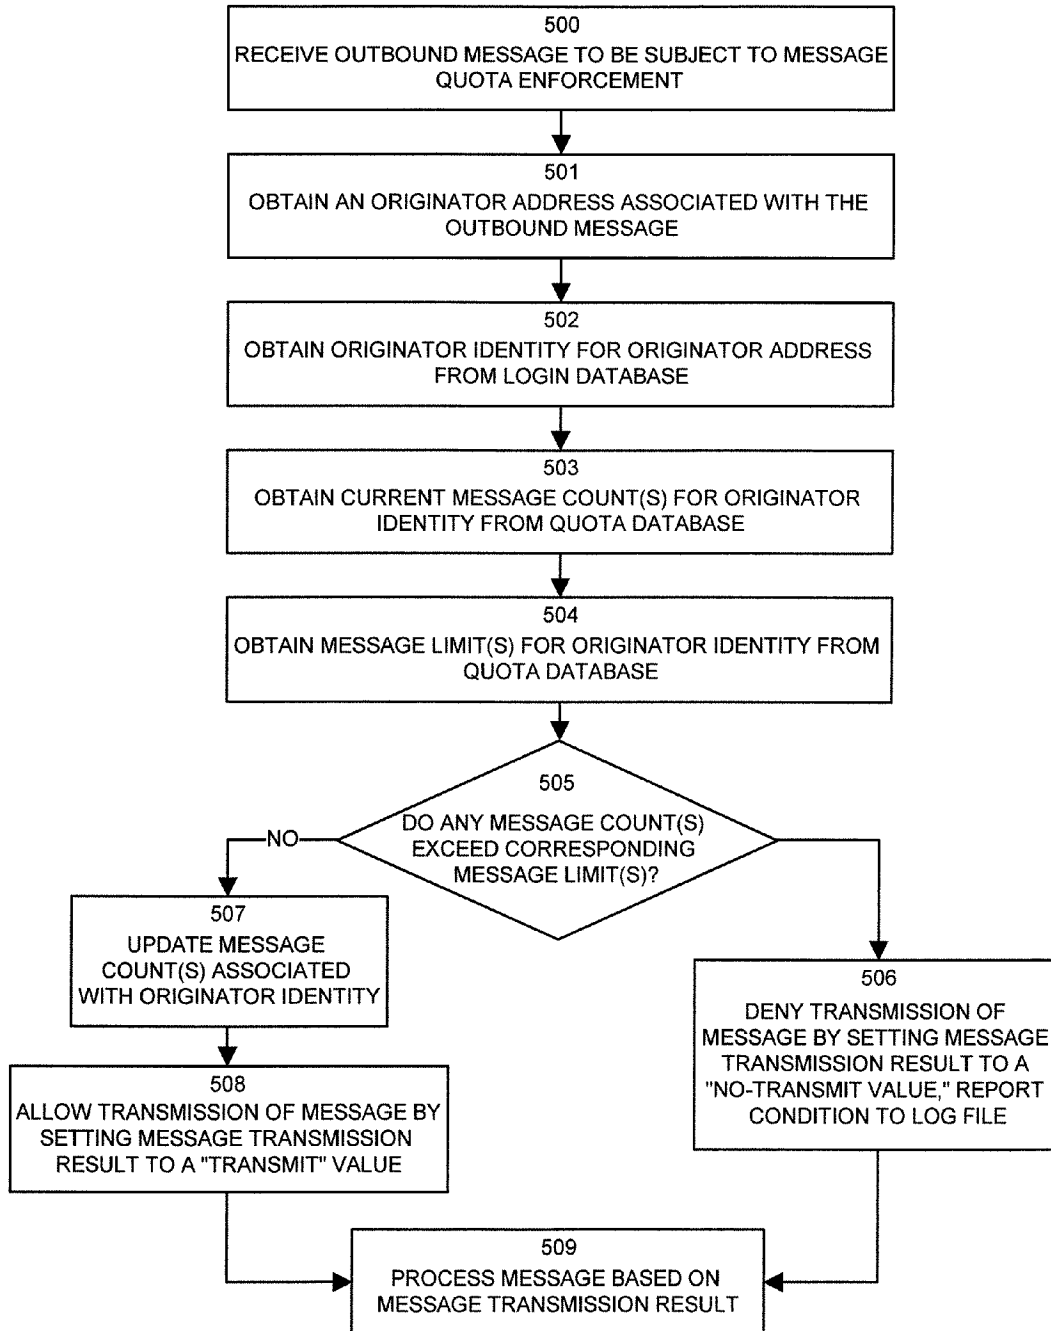 500
RECEIVE OUTBOUND MESSAGE TO BE SUBJECT TO MESSAGE
QUOTA ENFORCEMENT
501
OBTAIN AN ORIGINATOR ADDRESS ASSOCIATED WITH THE
OUTBOUND MESSAGE
502
OBTAIN ORIGINATOR IDENTITY FOR ORIGINATOR ADDRESS
FROM LOGIN DATABASE
503
OBTAIN CURRENT MESSAGE COUNT(S) FOR ORIGINATOR
IDENTITY FROM QUOTA DATABASE
504
OBTAIN MESSAGE LIMIT(S) FOR ORIGINATOR IDENTITY FROM
QUOTA DATABASE
505
DO ANY MESSAGE COUNT(S)
EXCEED CORRESPONDING
MESSAGE LIMIT(S)?
NO
507
UPDATE MESSAGE
COUNT(S) ASSOCIATED
WITH ORIGINATOR IDENTITY
506
DENY TRANSMISSION OF
MESSAGE BY SETTING MESSAGE
TRANSMISSION RESULT TO A
"NO-TRANSMIT VALUE," REPORT
CONDITION TO LOG FILE
508
ALLOW TRANSMISSION OF MESSAGE BY
SETTING MESSAGE TRANSMISSION
RESULT TO A "TRANSMIT" VALUE
509
PROCESS MESSAGE BASED ON
MESSAGE TRANSMISSION RESULT